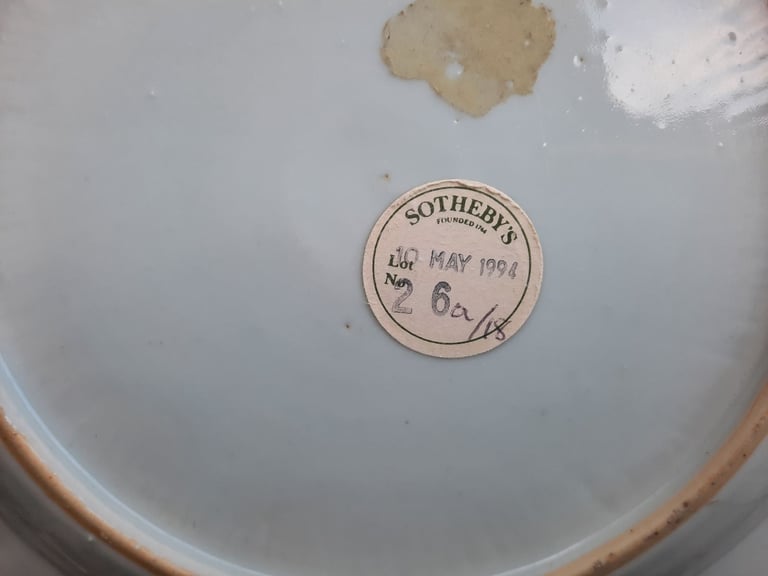 SOTHEBY'S
FOUNDED 1744
Lot 10 MAY 1994
No
2 6a/18